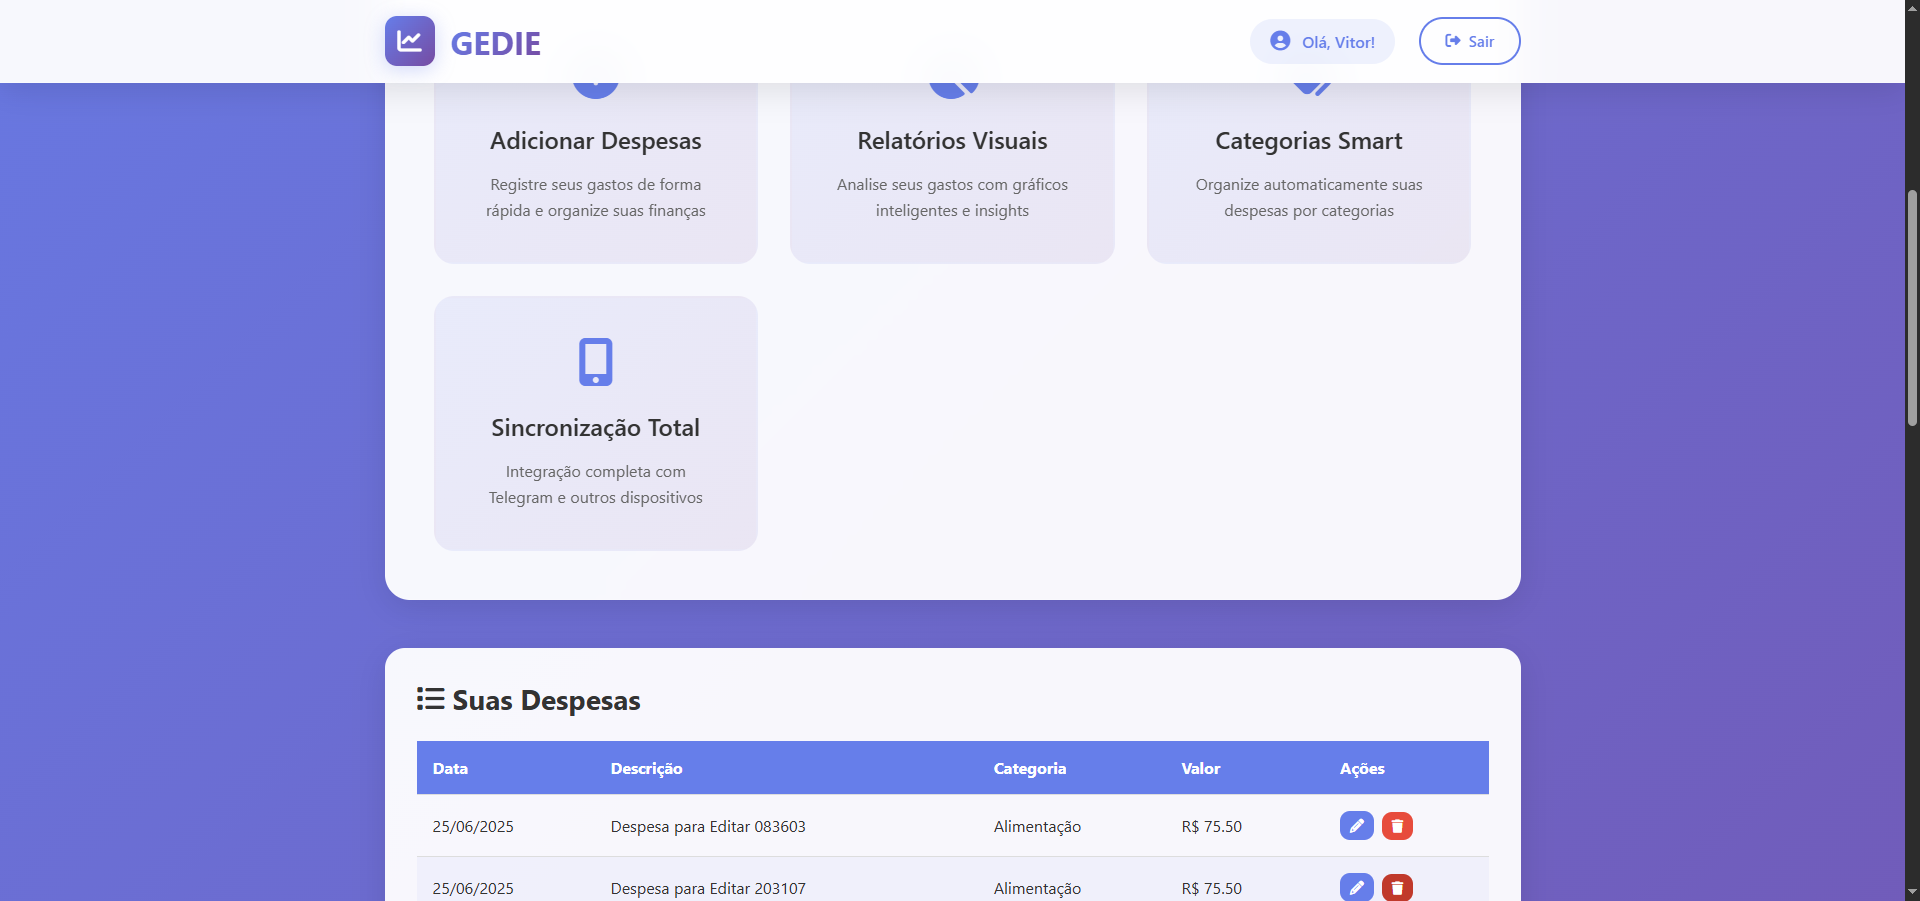 GEDIE
Olá, Vitor!
Sair
Adicionar Despesas
Registre seus gastos de forma
rápida e organize suas finanças
Relatórios Visuais
Analise seus gastos com gráficos
inteligentes e insights
Categorias Smart
Organize automaticamente suas
despesas por categorias
Sincronização Total
Integração completa com
Telegram e outros dispositivos
Suas Despesas
Data Descrição Categoria Valor Ações
25/06/2025 Despesa para Editar 083603 Alimentação R$ 75.50
25/06/2025 Despesa para Editar 203107 Alimentação R$ 75.50